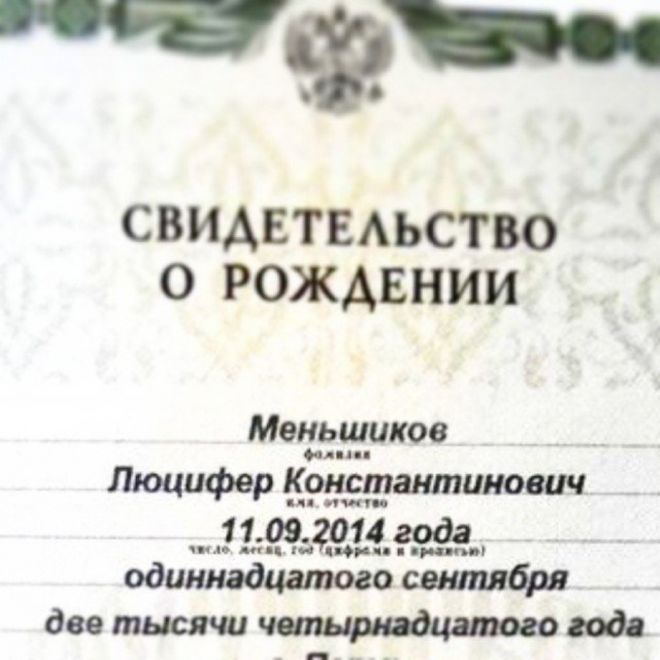 СВИДЕТЕЛЬСТВО
О РОЖДЕНИИ
Меньшиков
фамилия
Люцифер Константинович
имя, отчество
11.09.2014 года
число, месяц, год (цифрами и прописью)
одиннадцатого сентября
две тысячи четырнадцатого года